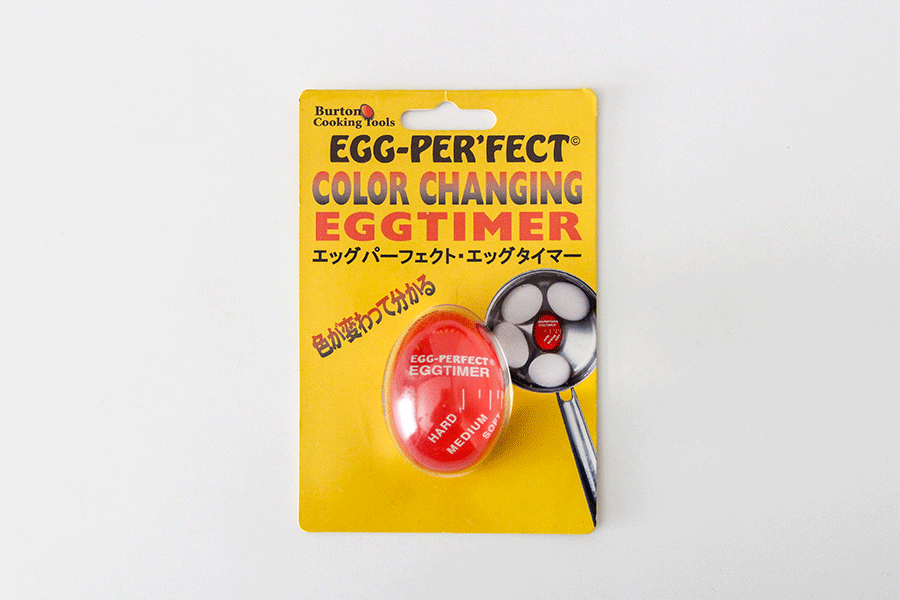 Burton
Cooking Tools
EGG-PER'FECT©
COLOR CHANGING
EGGTIMER
エッグパーフェクト・エッグタイマー
色が変わって分かる
EGG-PERFECT©
EGGTIMER
HARD
MEDIUM
SOFT